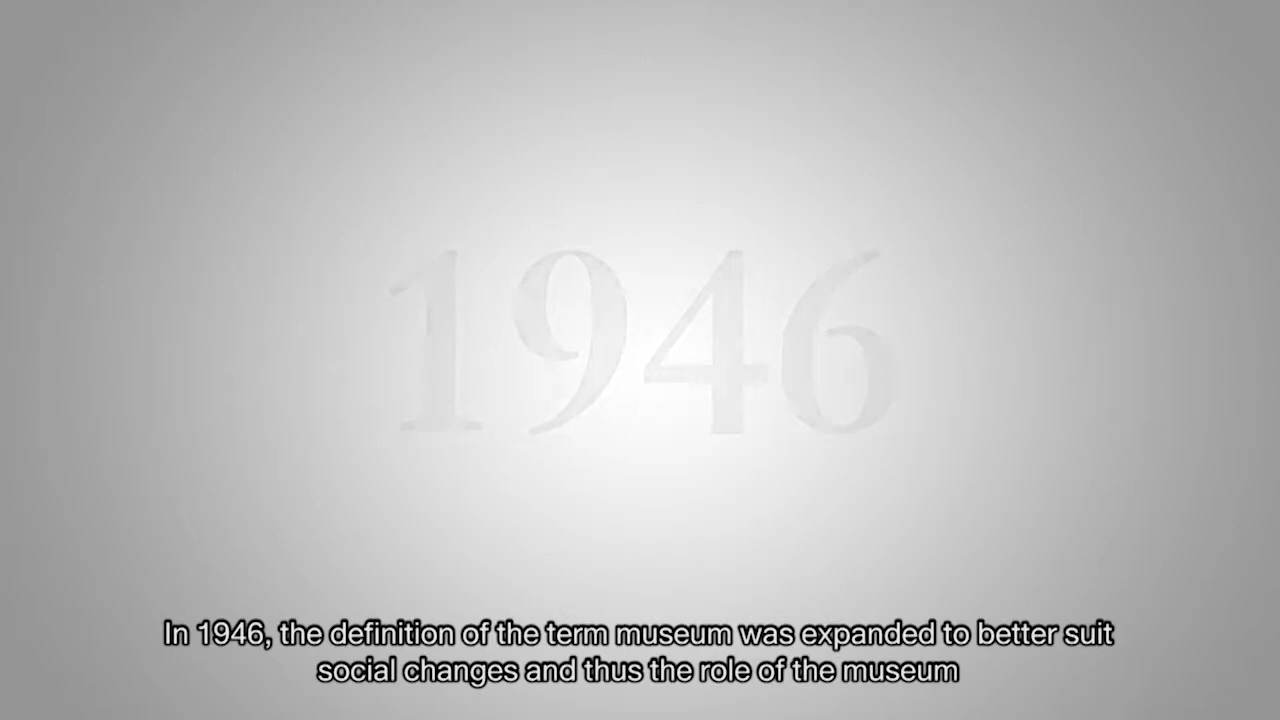 1946
In 1946, the definition of the term museum was expanded to better suit
social changes and thus the role of the museum